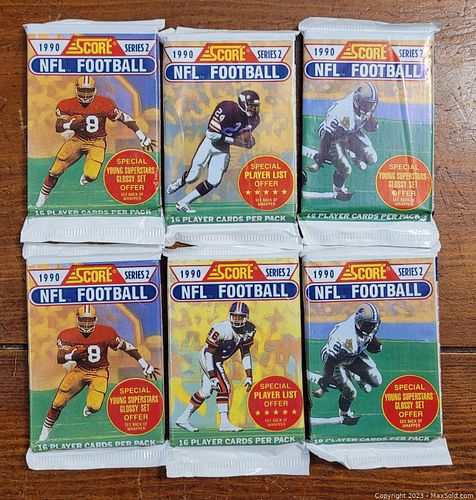 1990 SCORE SERIES 2
NFL FOOTBALL
8
SPECIAL
YOUNG SUPERSTARS
GLOSSY SET
OFFER
SEE BACK OF
WRAPPER
16 PLAYER CARDS PER PACK
1990 SCORE SERIES 2
NFL FOOTBALL
24
SPECIAL
PLAYER LIST
OFFER
★★★★★
SEE BACK OF
WRAPPER
16 PLAYER CARDS PER PACK
1990 SCORE SERIES 2
NFL FOOTBALL
SPECIAL
YOUNG SUPERSTARS
GLOSSY SET
OFFER
SEE BACK OF
WRAPPER
16 PLAYER CARDS PER PACK
1990 SCORE SERIES 2
NFL FOOTBALL
8
SPECIAL
YOUNG SUPERSTARS
GLOSSY SET
OFFER
SEE BACK OF
WRAPPER
16 PLAYER CARDS PER PACK
1990 SCORE SERIES 2
NFL FOOTBALL
SPECIAL
PLAYER LIST
OFFER
★★★★★
SEE BACK OF
WRAPPER
16 PLAYER CARDS PER PACK
1990 SCORE SERIES 2
NFL FOOTBALL
SPECIAL
YOUNG SUPERSTARS
GLOSSY SET
OFFER
SEE BACK OF
WRAPPER
16 PLAYER CARDS PER PACK
Copyright 2023 - MaxSold.com